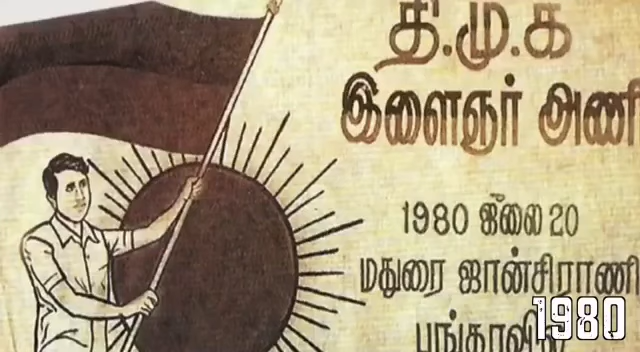 தி.மு.க
இளைஞர் அணி
1980 ஜூலை 20
மதுரை ஜான்சிராணி
பூங்காவில்
1980